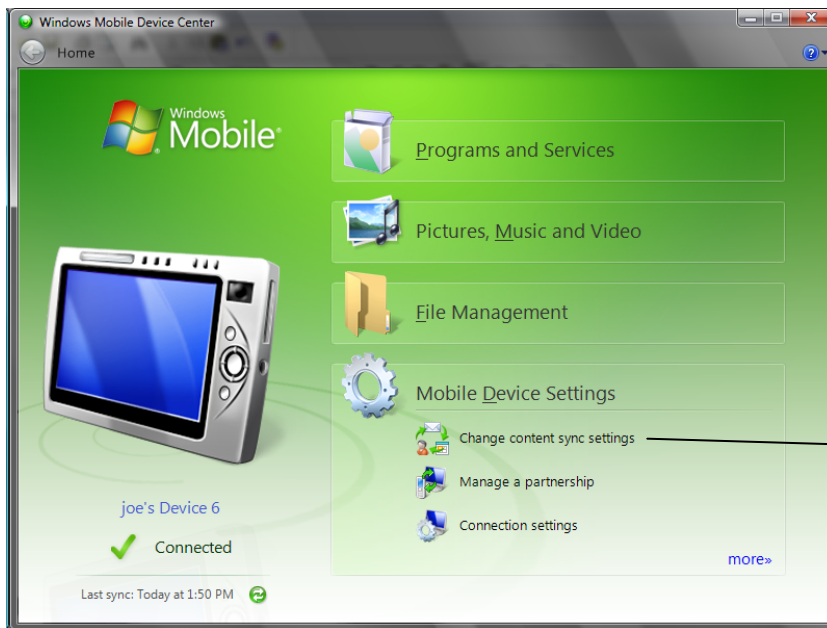 Windows Mobile Device Center
Home
Windows
Mobile®
Programs and Services
Pictures, Music and Video
File Management
Mobile Device Settings
Change content sync settings
Manage a partnership
Connection settings
more»
joe's Device 6
Connected
Last sync: Today at 1:50 PM